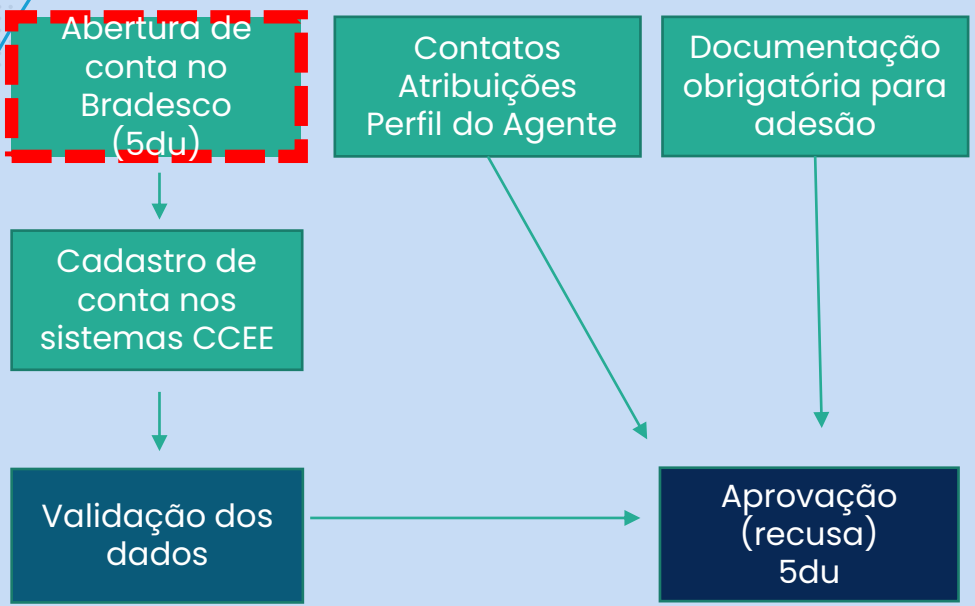 Abertura de
conta no
Bradesco
(5du)
Contatos
Atribuições
Perfil do Agente
Documentação
obrigatória para
adesão
Cadastro de
conta nos
sistemas CCEE
Validação dos
dados
Aprovação
(recusa)
5du